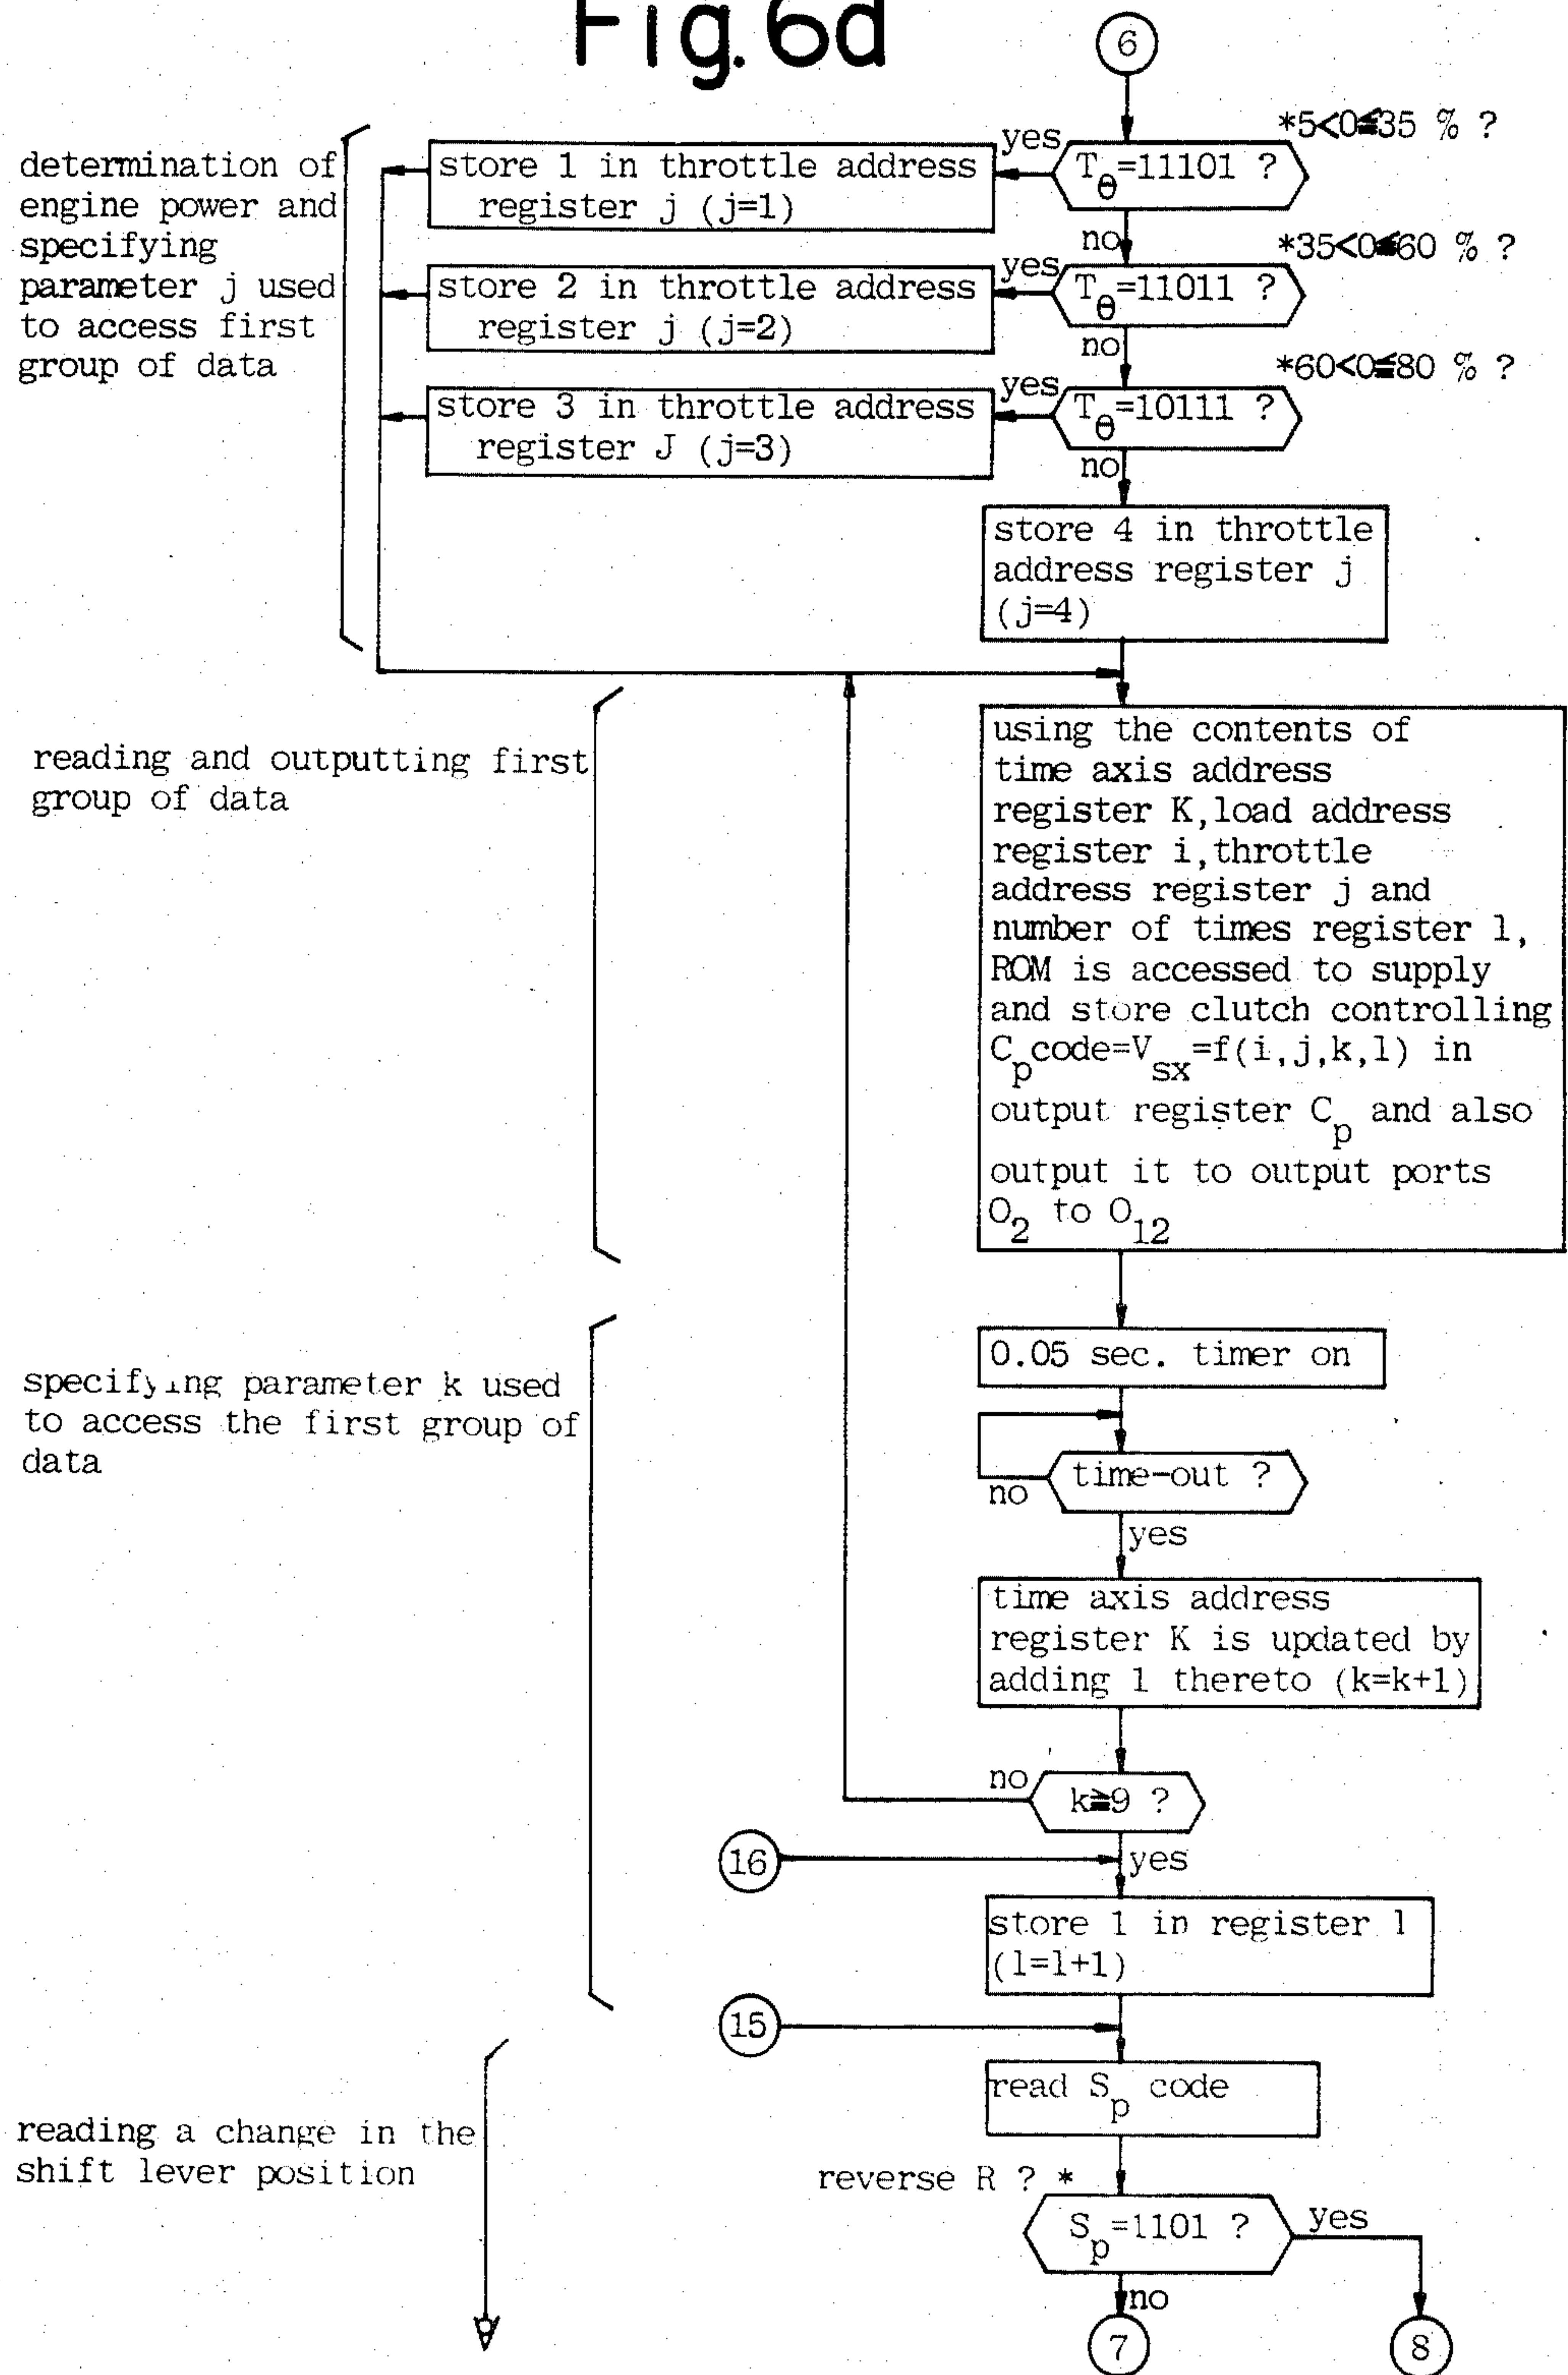 Fig. 6d
6
*5<0≦35 % ?
determination of
engine power and
specifying
parameter j used
to access first
group of data
store 1 in throttle address
register j (j=1)
yes
Tθ=11101 ?
no
*35<0≦60 % ?
store 2 in throttle address
register j (j=2)
yes
Tθ=11011 ?
no
*60<0≦80 % ?
store 3 in throttle address
register J (j=3)
yes
Tθ=10111 ?
no
store 4 in throttle
address register j
(j=4)
reading and outputting first
group of data
using the contents of
time axis address
register K,load address
register i,throttle
address register j and
number of times register l,
ROM is accessed to supply
and store clutch controlling
Cp code=Vsx=f(i,j,k,l) in
output register Cp and also
output it to output ports
O2 to O12
specifying parameter k used
to access the first group of
data
0.05 sec. timer on
time-out ?
no
yes
time axis address
register K is updated by
adding 1 thereto (k=k+1)
no
k≧9 ?
16
yes
store 1 in register l
(l=l+1)
15
read Sp code
reading a change in the
shift lever position
reverse R ? *
Sp=1101 ?
yes
no
7
8